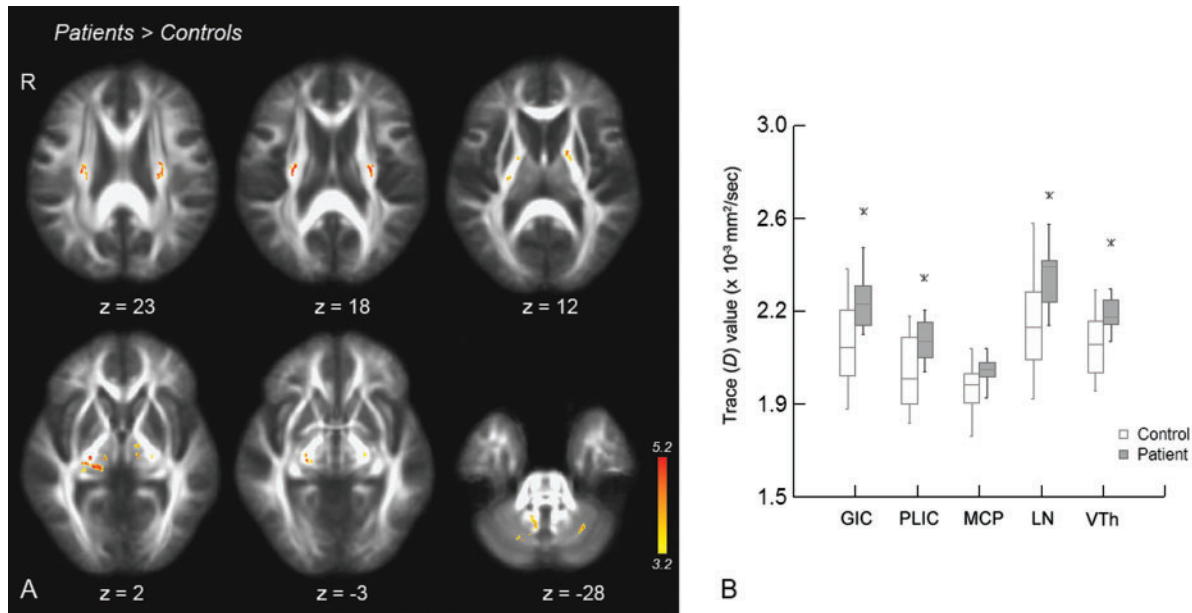 Patients > Controls
R
z = 23
z = 18
z = 12
5.2
3.2
z = 2
z = -3
z = -28
A
Trace (D) value (x 10-3 mm2/sec)
3.0
2.6
2.2
1.9
1.5
* * * *
GIC PLIC MCP LN VTh
Control
Patient
B